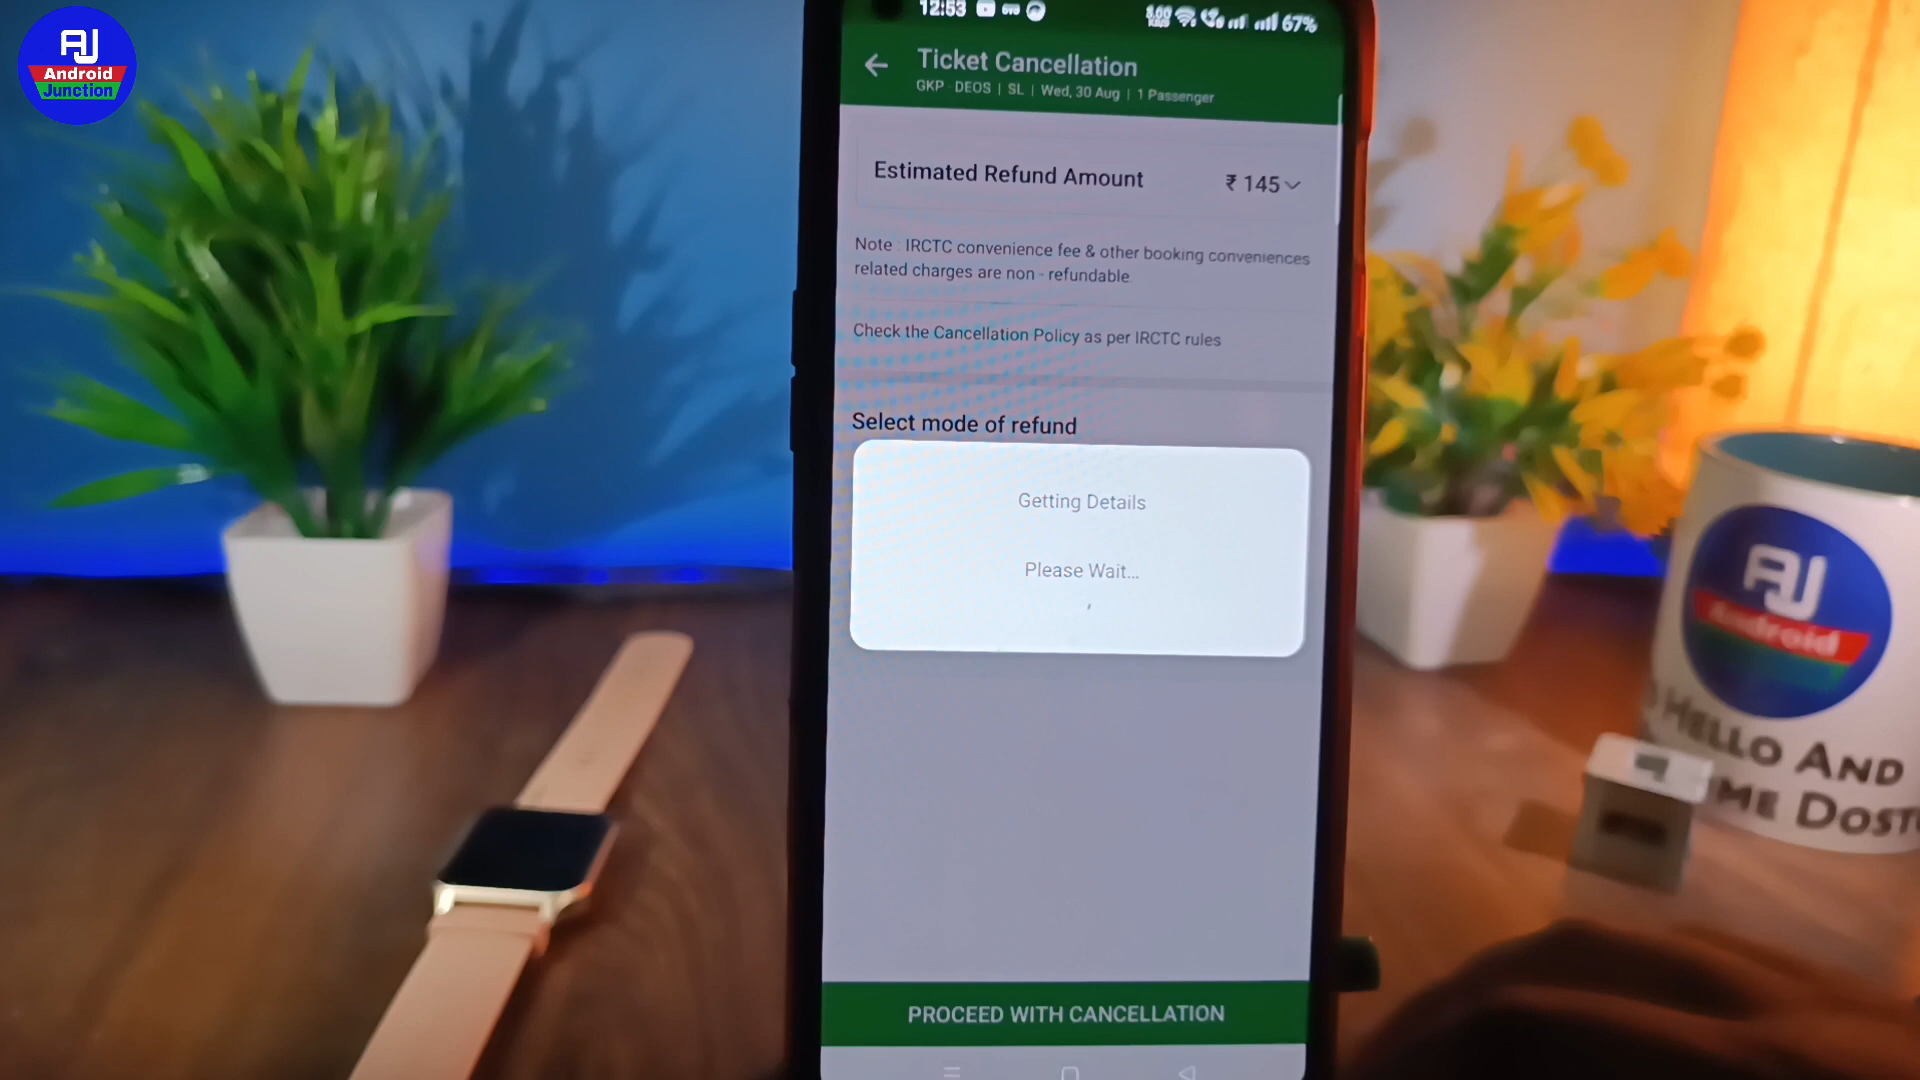 AJ
Android
Junction
12:53
67%
Ticket Cancellation
GKP - DEOS | SL | Wed, 30 Aug | 1 Passenger
Estimated Refund Amount
₹ 145
Note : IRCTC convenience fee & other booking conveniences
related charges are non - refundable.
Check the Cancellation Policy as per IRCTC rules
Select mode of refund
Getting Details
Please Wait...
PROCEED WITH CANCELLATION
AJ
Android
HELLO AND
ME DOST